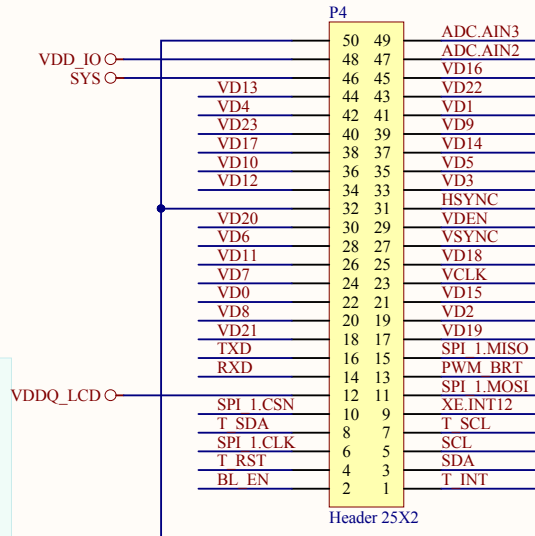 P4
50 49 ADC.AIN3
VDD_IO 48 47 ADC.AIN2
SYS 46 45 VD16
VD13 44 43 VD22
VD4 42 41 VD1
VD23 40 39 VD9
VD17 38 37 VD14
VD10 36 35 VD5
VD12 34 33 VD3
32 31 HSYNC
VD20 30 29 VDEN
VD6 28 27 VSYNC
VD11 26 25 VD18
VD7 24 23 VCLK
VD0 22 21 VD15
VD8 20 19 VD2
VD21 18 17 VD19
TXD 16 15 SPI_1.MISO
RXD 14 13 PWM_BRT
VDDQ_LCD 12 11 SPI_1.MOSI
SPI_1.CSN 10 9 XE.INT12
T_SDA 8 7 T_SCL
SPI_1.CLK 6 5 SCL
T_RST 4 3 SDA
BL_EN 2 1 T_INT
Header 25X2